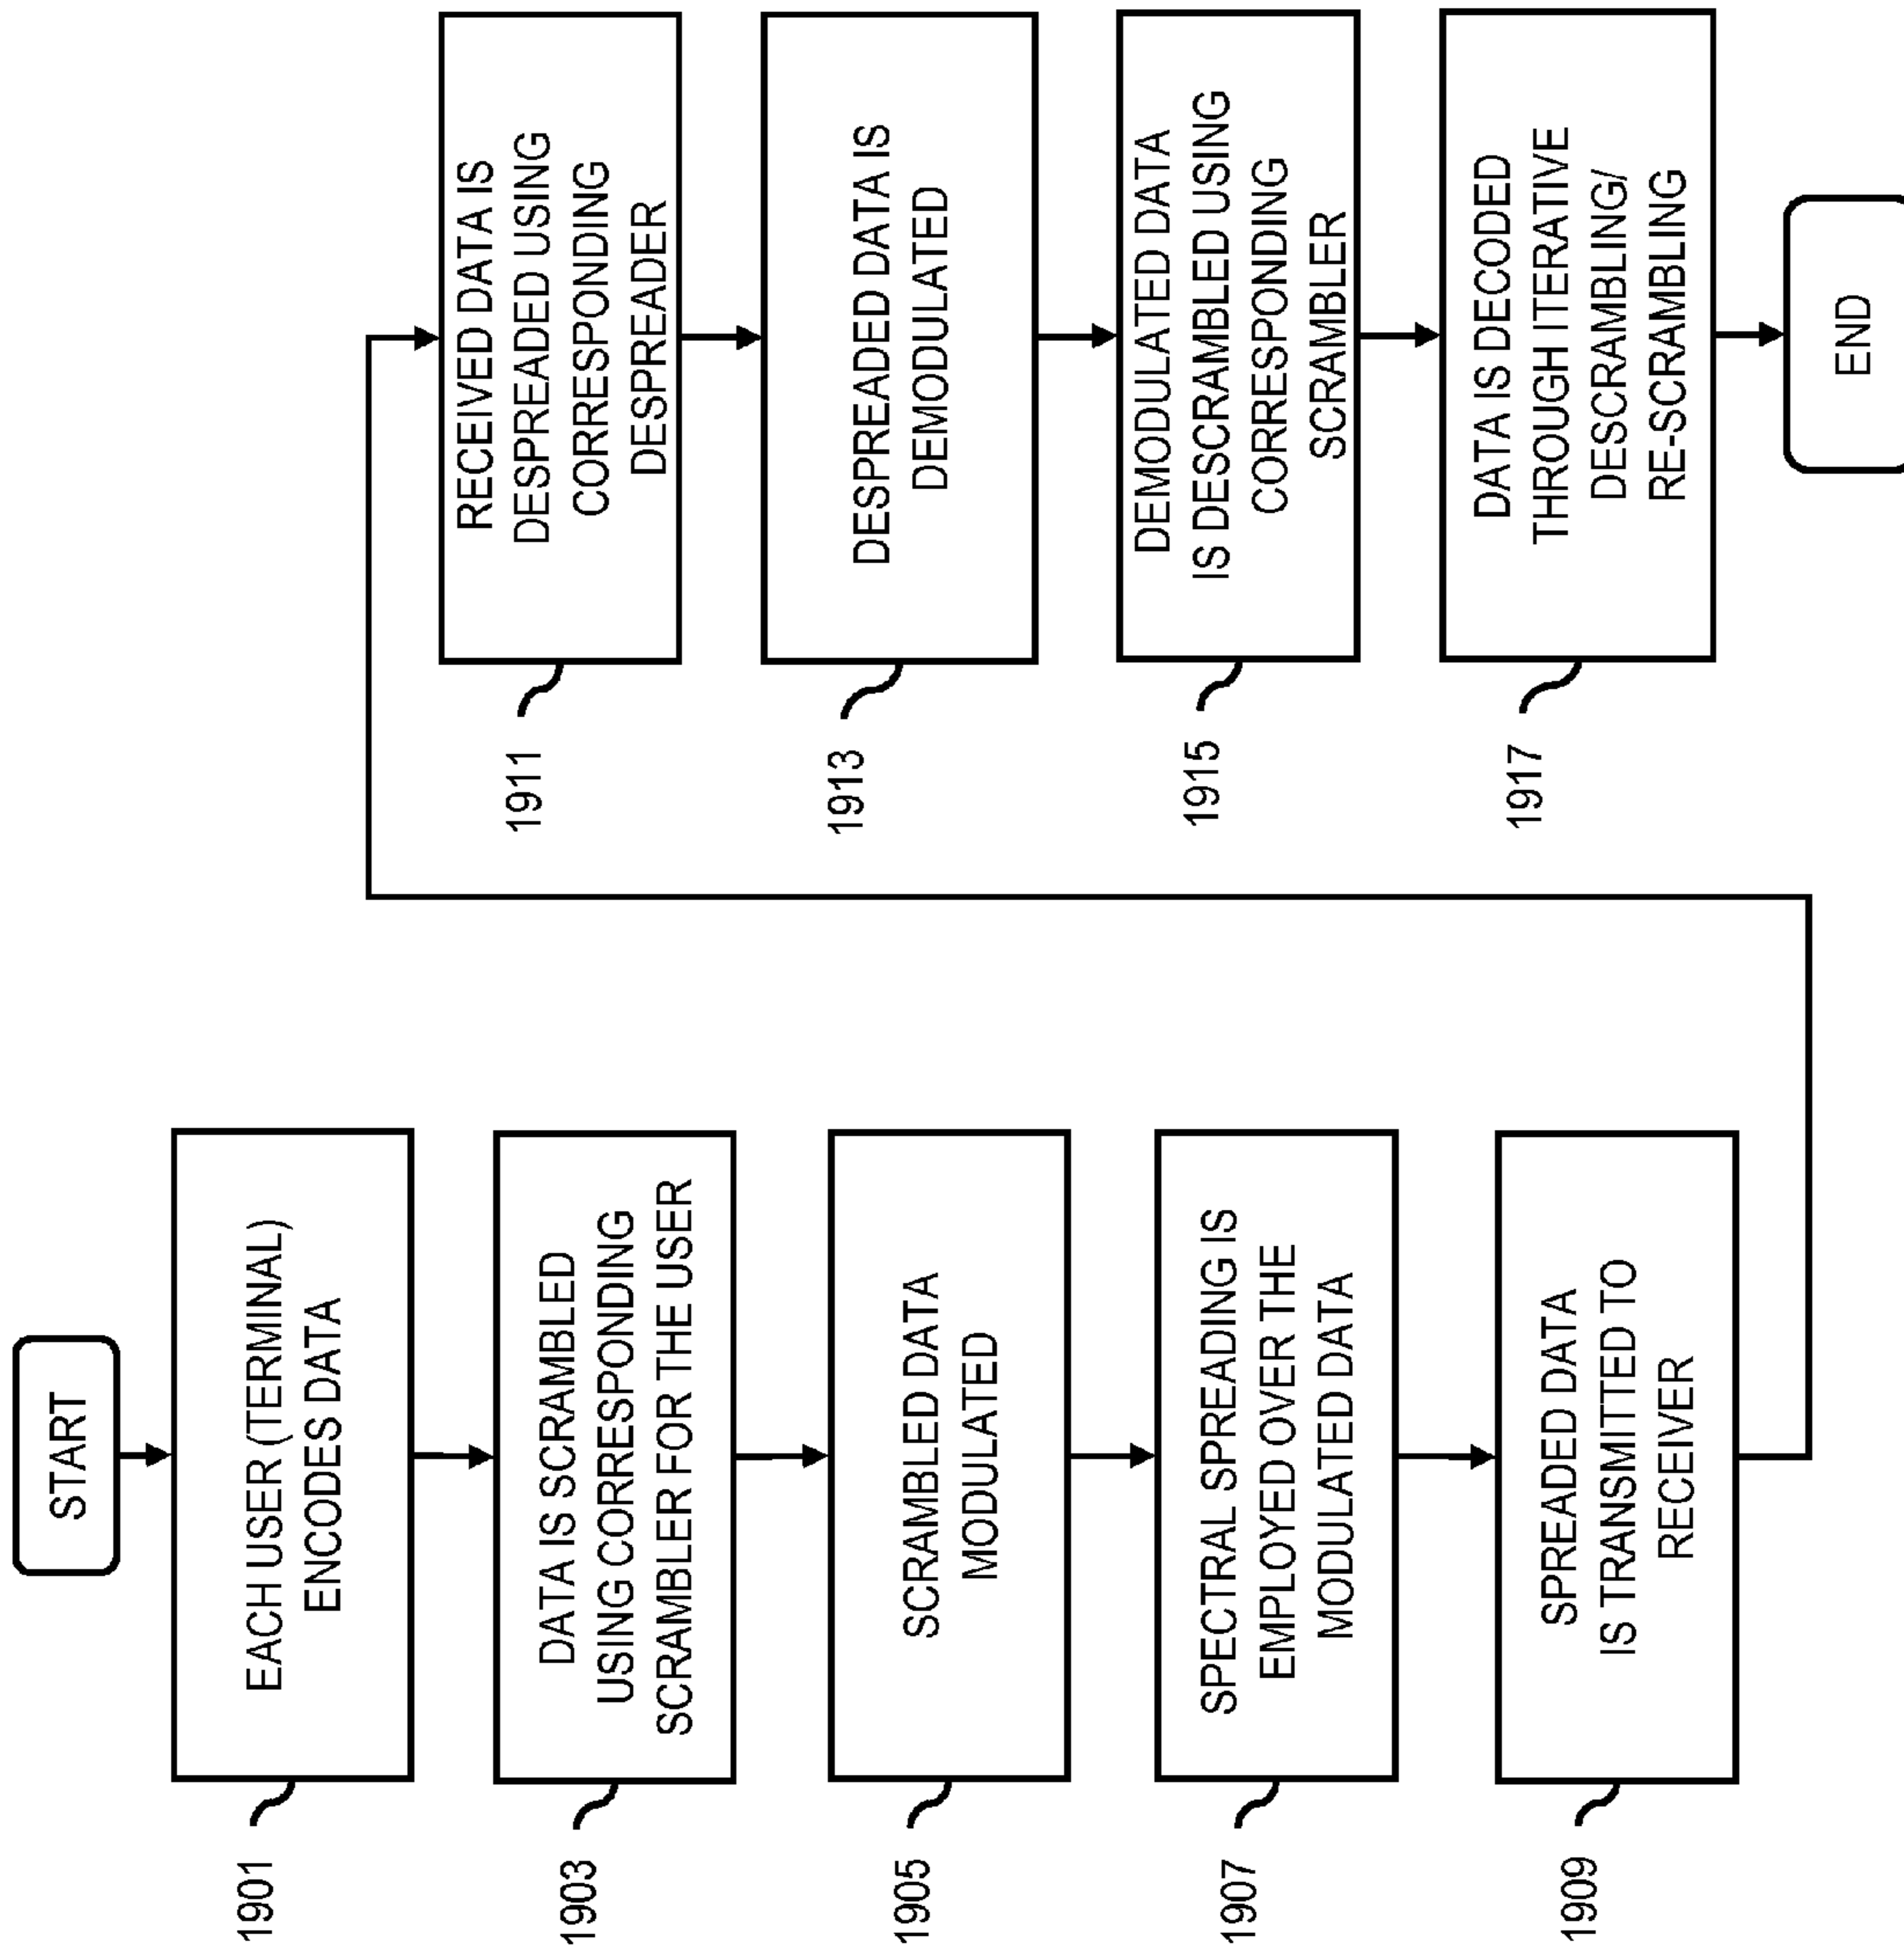 START
1901
EACH USER (TERMINAL)
ENCODES DATA
1903
DATA IS SCRAMBLED
USING CORRESPONDING
SCRAMBLER FOR THE USER
1905
SCRAMBLED DATA
MODULATED
1907
SPECTRAL SPREADING IS
EMPLOYED OVER THE
MODULATED DATA
1909
SPREADED DATA
IS TRANSMITTED TO
RECEIVER
1911
RECEIVED DATA IS
DESPREADED USING
CORRESPONDING
DESPREADER
1913
DESPREADED DATA IS
DEMODULATED
1915
DEMODULATED DATA
IS DESCRAMBLED USING
CORRESPONDING
SCRAMBLER
1917
DATA IS DECODED
THROUGH ITERATIVE
DESCRAMBLING/
RE-SCRAMBLING
END